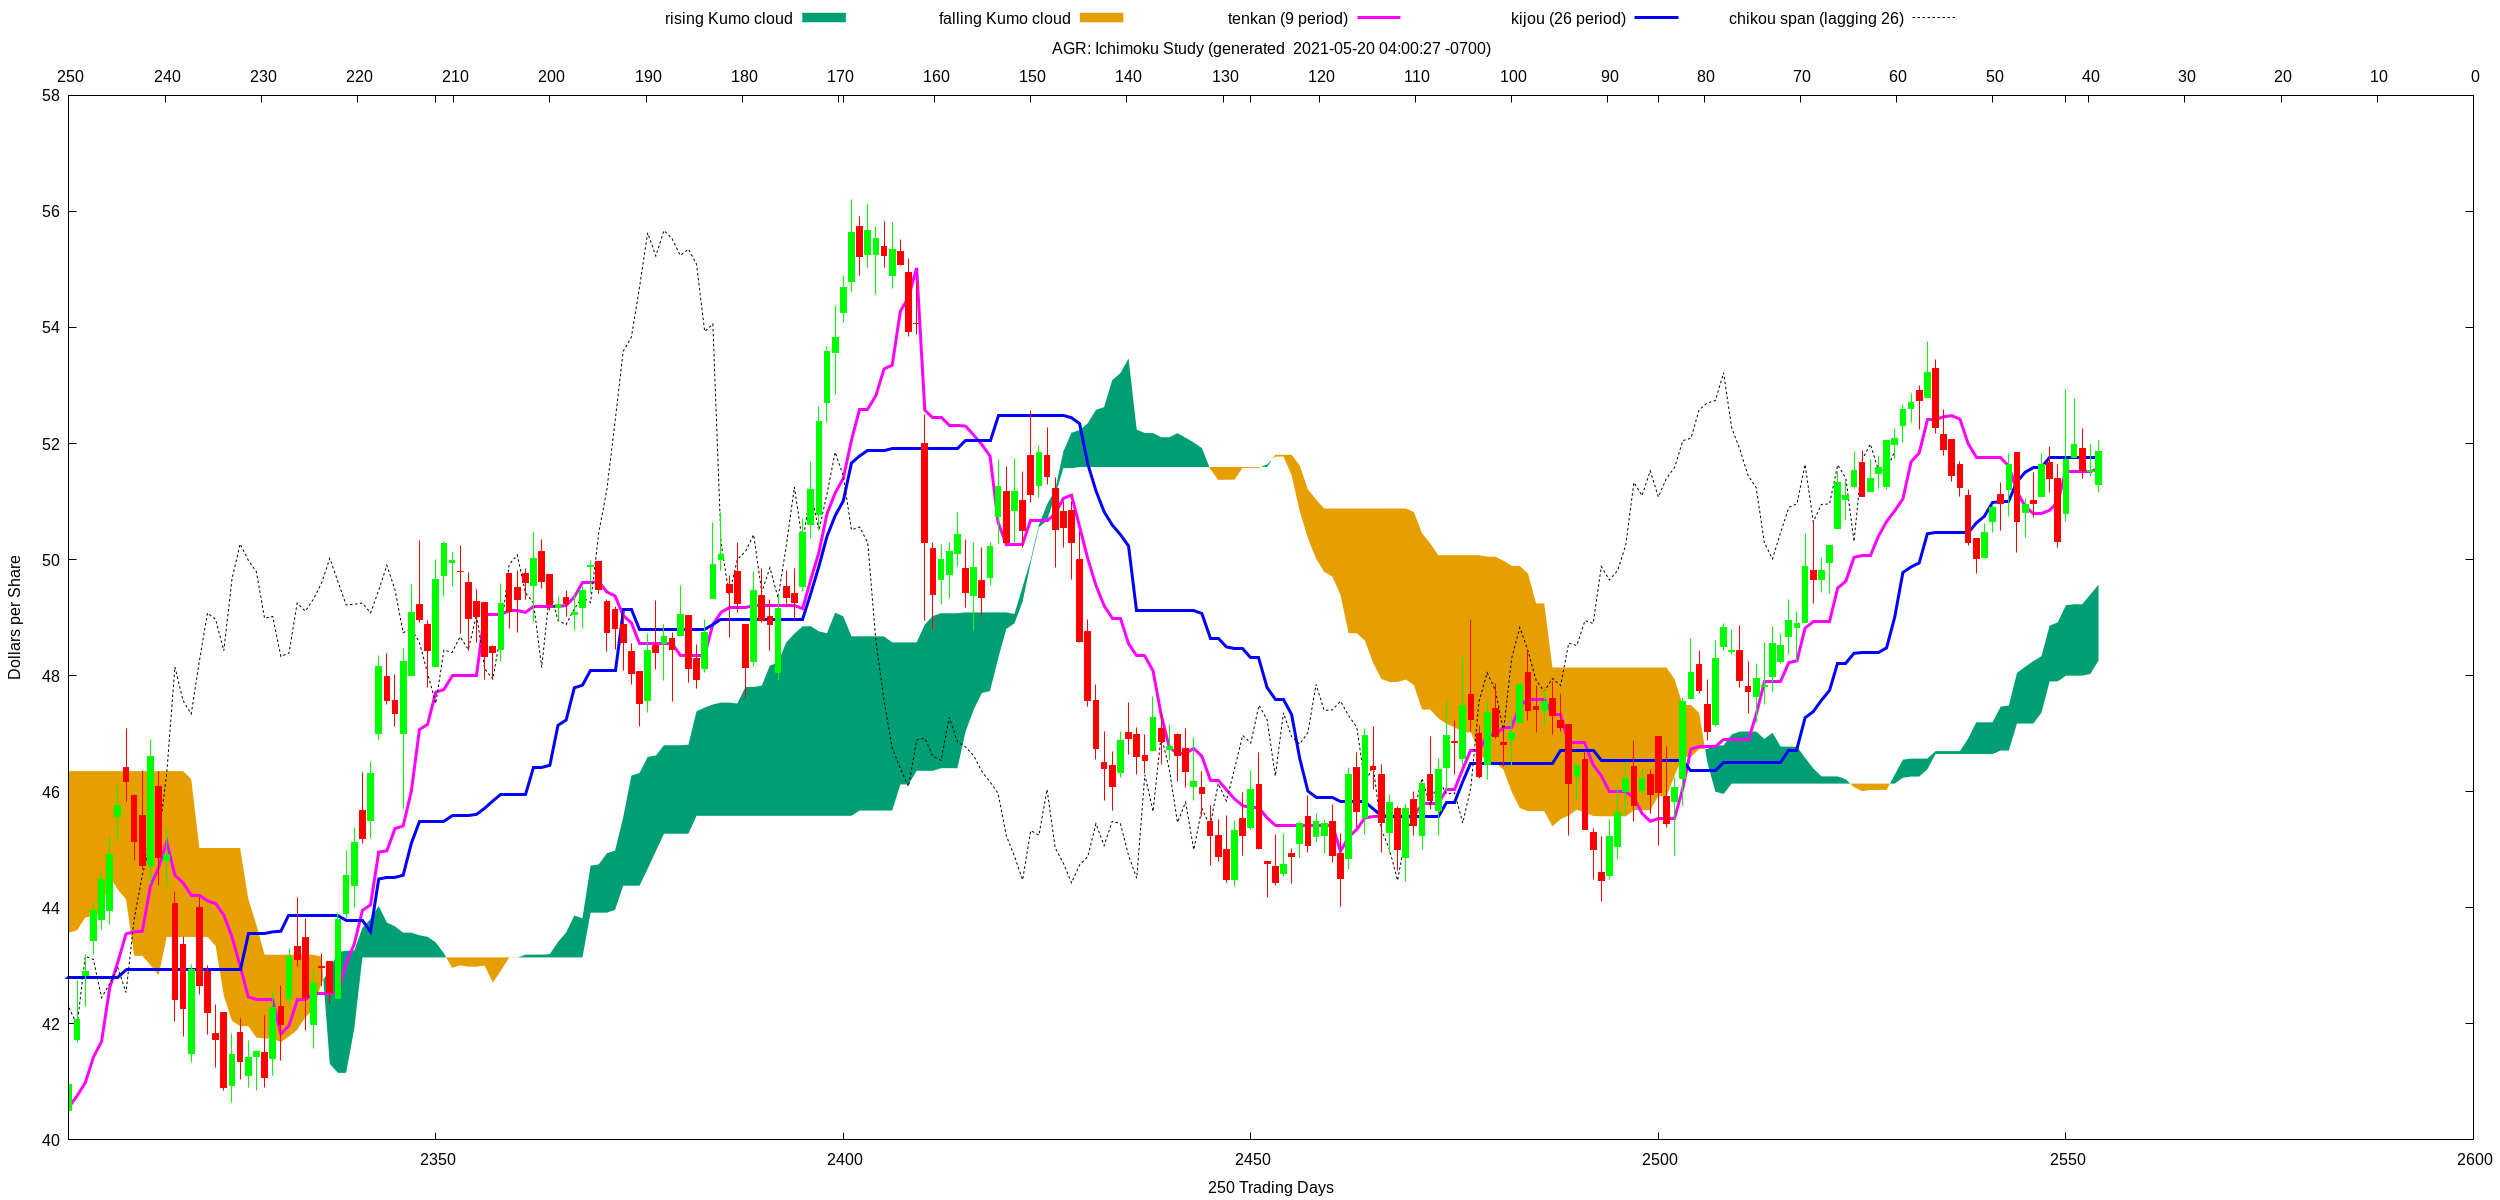 rising Kumo cloud falling Kumo cloud tenkan (9 period) kijou (26 period) chikou span (lagging 26)
AGR: Ichimoku Study (generated  2021-05-20 04:00:27 -0700)
250 240 230 220 210 200 190 180 170 160 150 140 130 120 110 100 90 80 70 60 50 40 30 20 10 0
58
56
54
52
50
48
46
44
42
40
Dollars per Share
2350 2400 2450 2500 2550 2600
250 Trading Days